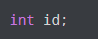 int id;